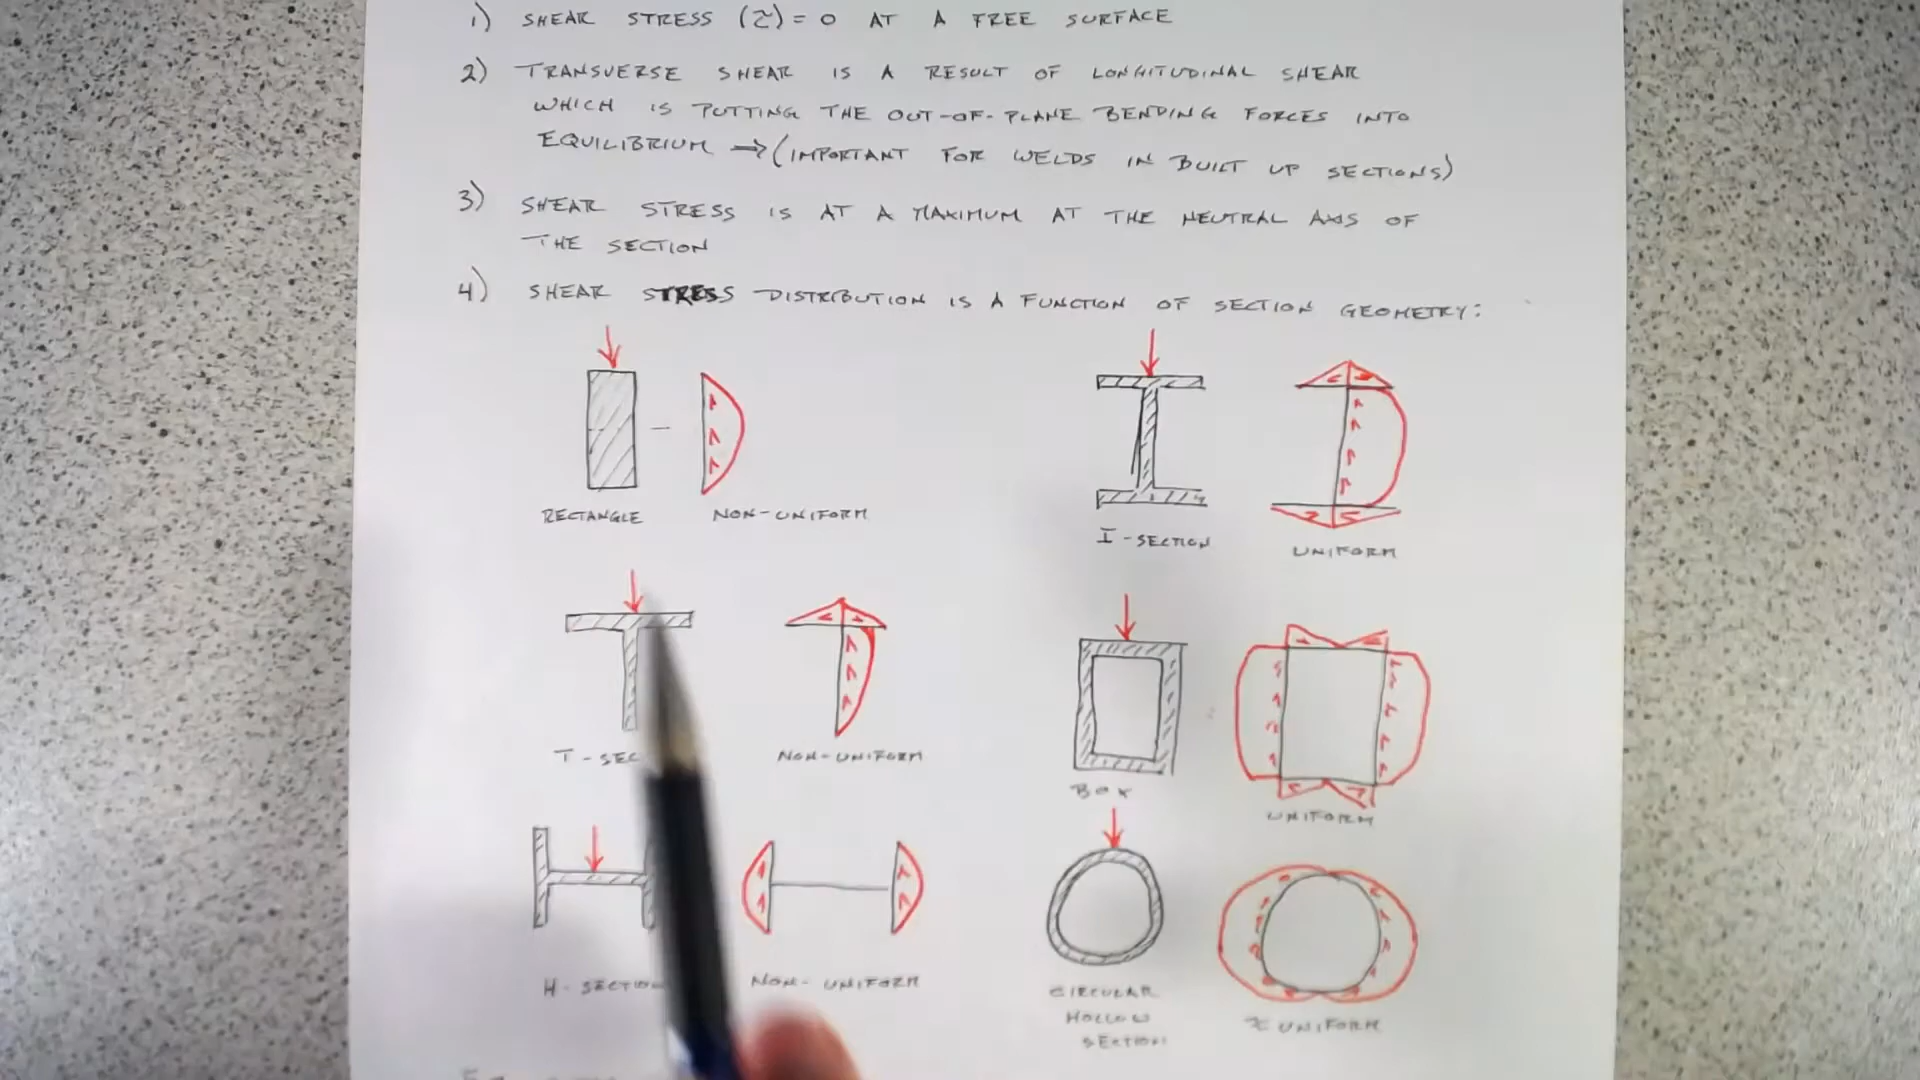 1) SHEAR STRESS (τ) = 0 AT A FREE SURFACE
2) TRANSVERSE SHEAR IS A RESULT OF LONGITUDINAL SHEAR
WHICH IS PUTTING THE OUT-OF-PLANE BENDING FORCES INTO
EQUILIBRIUM → (IMPORTANT FOR WELDS IN BUILT UP SECTIONS)
3) SHEAR STRESS IS AT A MAXIMUM AT THE NEUTRAL AXIS OF
THE SECTION
4) SHEAR STRESS DISTRIBUTION IS A FUNCTION OF SECTION GEOMETRY:
RECTANGLE
NON-UNIFORM
I-SECTION
UNIFORM
T-SEC
NON-UNIFORM
BOX
UNIFORM
H-SECTION
NON-UNIFORM
CIRCULAR
HOLLOW
SECTION
≈ UNIFORM